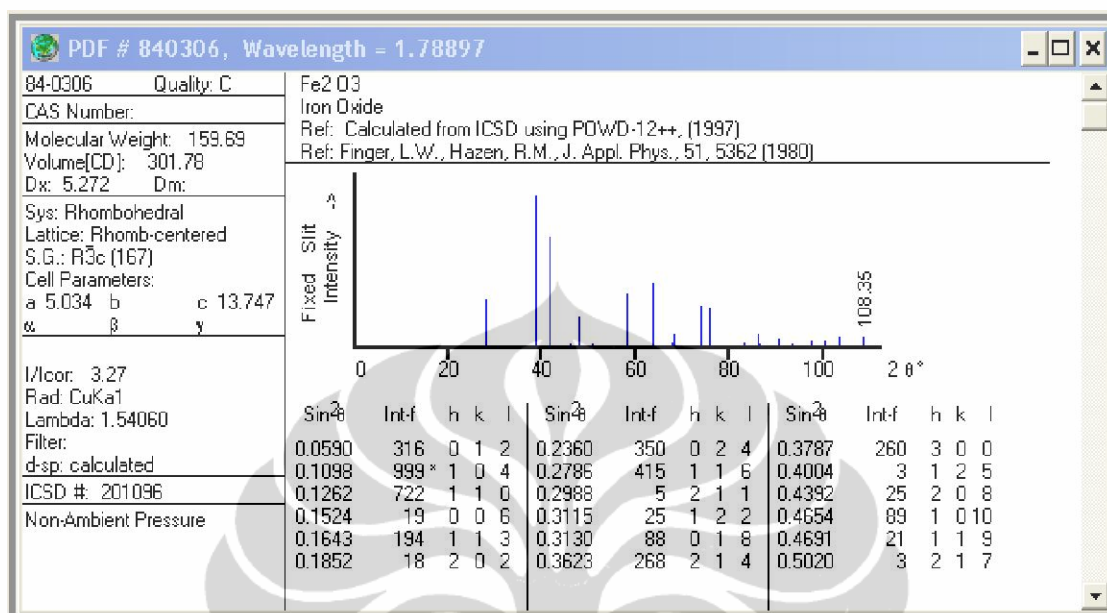 PDF # 840306, Wavelength = 1.78897
84-0306 Quality: C
CAS Number:
Molecular Weight: 159.69
Volume[CD]: 301.78
Dx: 5.272 Dm:
Sys: Rhombohedral
Lattice: Rhomb-centered
S.G.: R3̅c (167)
Cell Parameters:
a 5.034 b c 13.747
α β γ
I/Icor: 3.27
Rad: CuKa1
Lambda: 1.54060
Filter:
d-sp: calculated
ICSD #: 201096
Non-Ambient Pressure
Fe2 O3
Iron Oxide
Ref: Calculated from ICSD using POWD-12++, (1997)
Ref: Finger, L.W., Hazen, R.M., J. Appl. Phys., 51, 5362 (1980)
Fixed Slit
Intensity ->
108.35
0 20 40 60 80 100 2 θ°
Sin²θ Int-f h k l Sin²θ Int-f h k l Sin²θ Int-f h k l
0.0590 316 0 1 2 0.2360 350 0 2 4 0.3787 260 3 0 0
0.1098 999 * 1 0 4 0.2786 415 1 1 6 0.4004 3 1 2 5
0.1262 722 1 1 0 0.2988 5 2 1 1 0.4392 25 2 0 8
0.1524 19 0 0 6 0.3115 25 1 2 2 0.4654 89 1 0 10
0.1643 194 1 1 3 0.3130 88 0 1 8 0.4691 21 1 1 9
0.1852 18 2 0 2 0.3623 268 2 1 4 0.5020 3 2 1 7